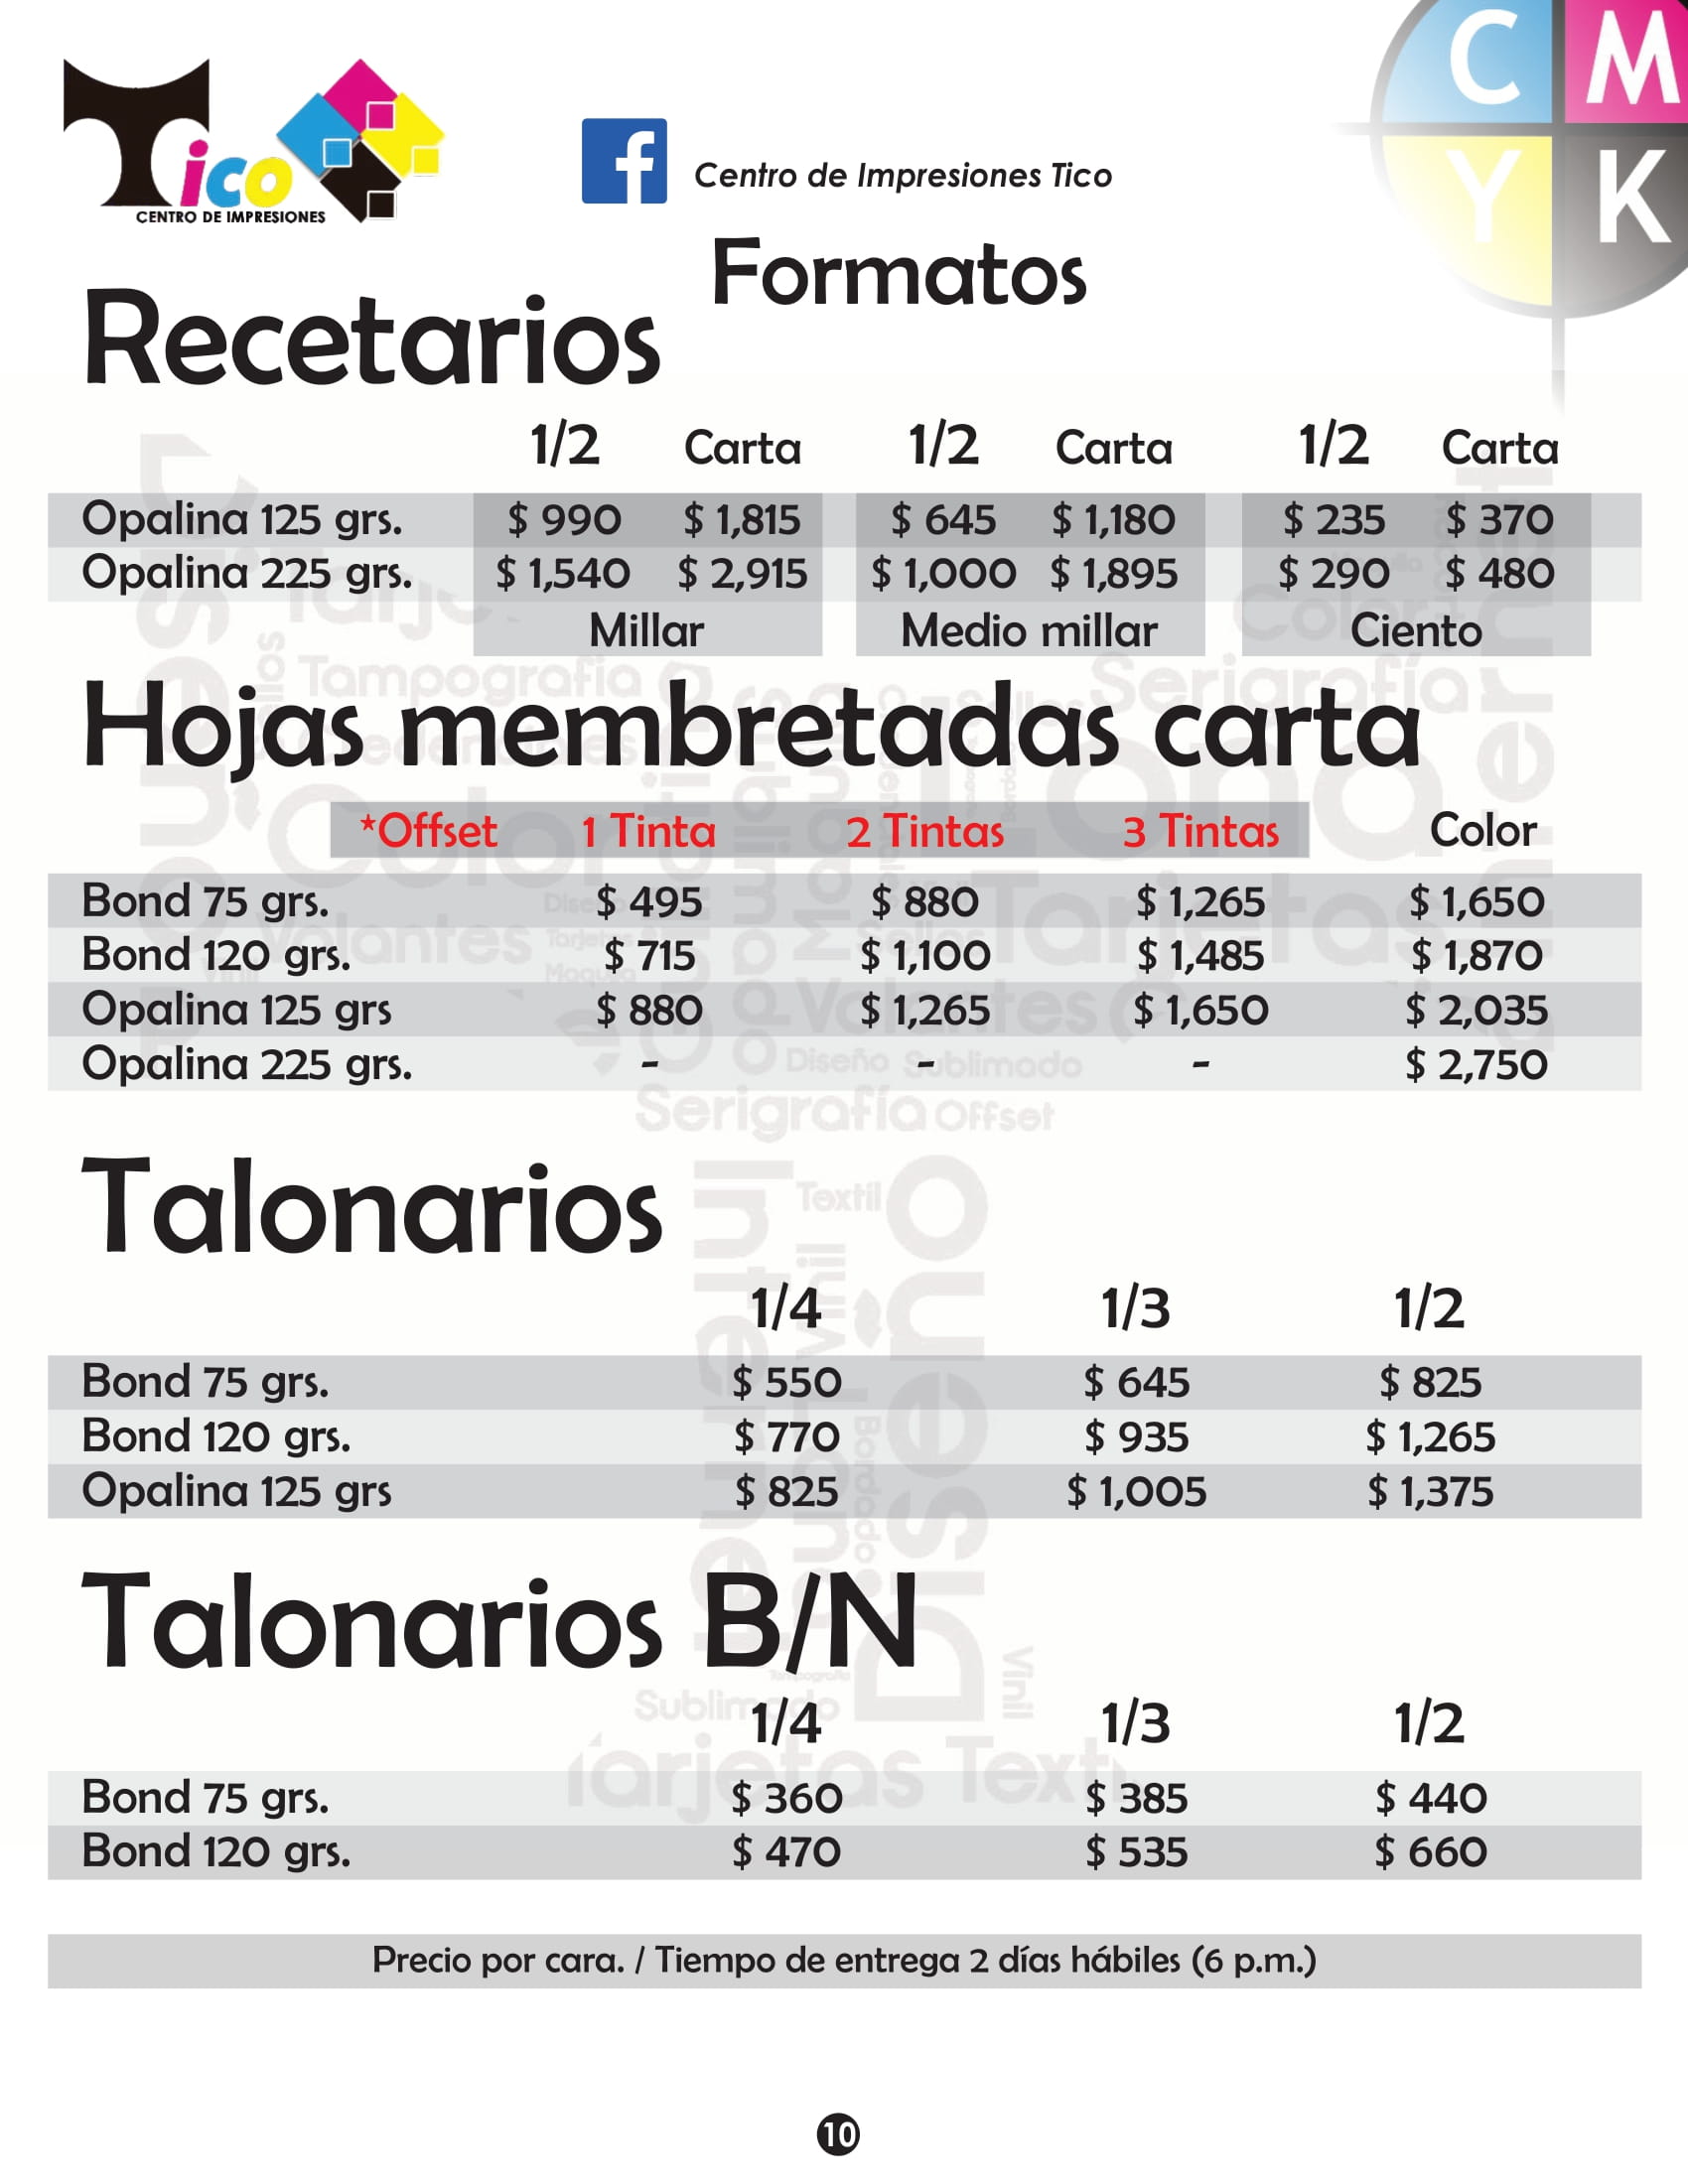 Tico
CENTRO DE IMPRESIONES
f Centro de Impresiones Tico
C M
Y K
Formatos
Recetarios
1/2 Carta 1/2 Carta 1/2 Carta
Opalina 125 grs. $ 990 $ 1,815 $ 645 $ 1,180 $ 235 $ 370
Opalina 225 grs. $ 1,540 $ 2,915 $ 1,000 $ 1,895 $ 290 $ 480
Millar Medio millar Ciento
Hojas membretadas carta
*Offset 1 Tinta 2 Tintas 3 Tintas Color
Bond 75 grs. $ 495 $ 880 $ 1,265 $ 1,650
Bond 120 grs. $ 715 $ 1,100 $ 1,485 $ 1,870
Opalina 125 grs $ 880 $ 1,265 $ 1,650 $ 2,035
Opalina 225 grs. - - - $ 2,750
Talonarios
1/4 1/3 1/2
Bond 75 grs. $ 550 $ 645 $ 825
Bond 120 grs. $ 770 $ 935 $ 1,265
Opalina 125 grs $ 825 $ 1,005 $ 1,375
Talonarios B/N
1/4 1/3 1/2
Bond 75 grs. $ 360 $ 385 $ 440
Bond 120 grs. $ 470 $ 535 $ 660
Precio por cara. / Tiempo de entrega 2 días hábiles (6 p.m.)
10